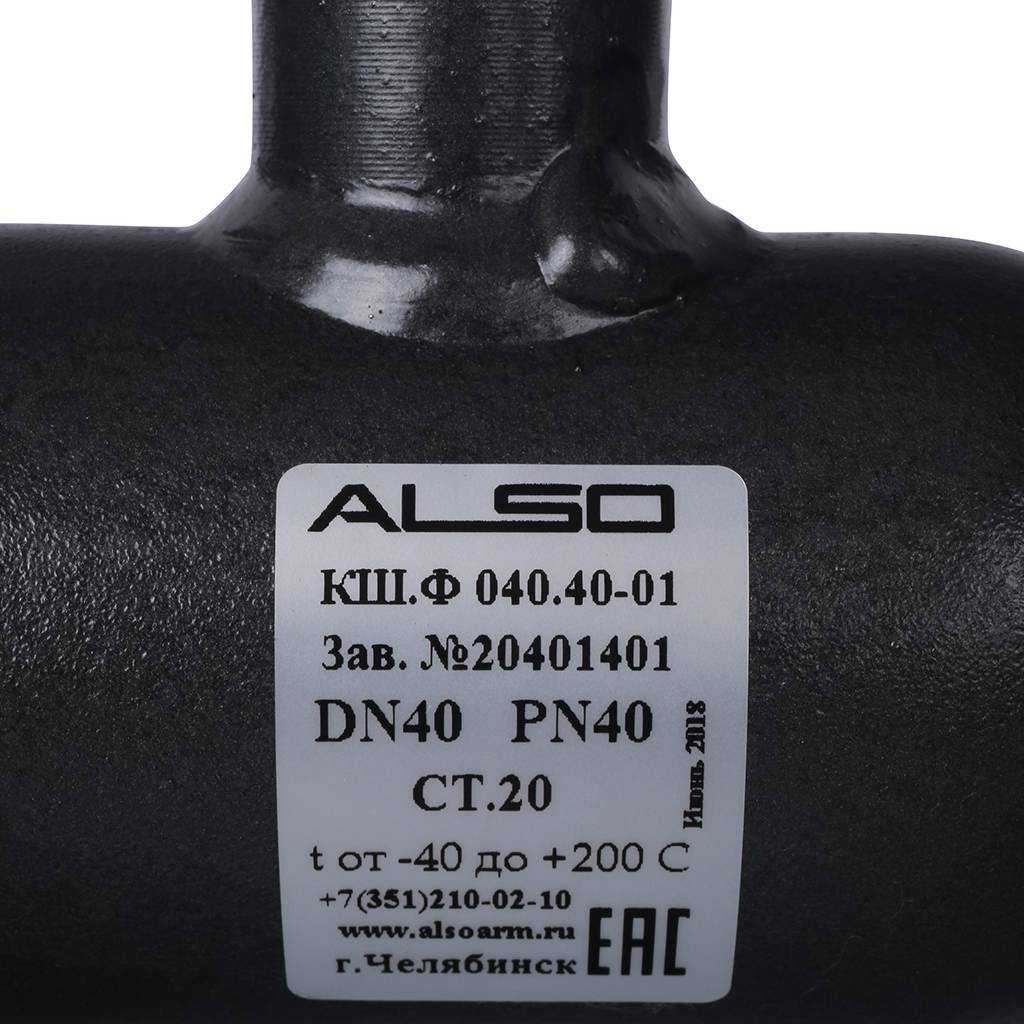 ALSO
КШ.Ф 040.40-01
Зав. №20401401
DN40 PN40
СТ.20
Июнь 2018
t от -40 до +200 С
+7(351)210-02-10
www.alsoarm.ru
г.Челябинск
EAC